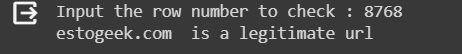 Input the row number to check : 8768
estogeek.com  is a legitimate url